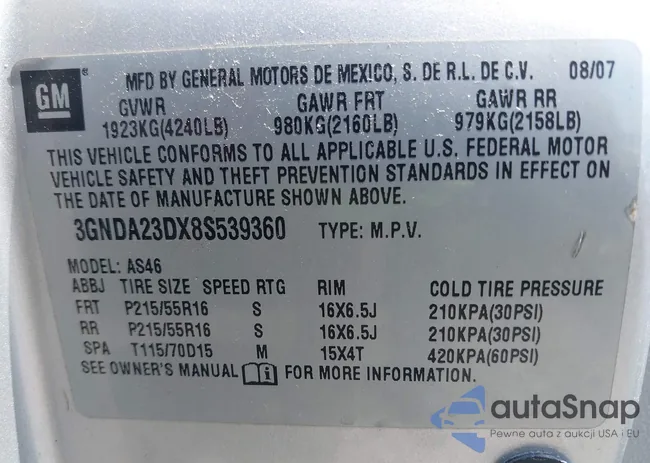 GM
®
MFD BY GENERAL MOTORS DE MEXICO, S. DE R.L. DE C.V. 08/07
GVWR GAWR FRT GAWR RR
1923KG(4240LB) 980KG(2160LB) 979KG(2158LB)
THIS VEHICLE CONFORMS TO ALL APPLICABLE U.S. FEDERAL MOTOR
VEHICLE SAFETY AND THEFT PREVENTION STANDARDS IN EFFECT ON
THE DATE OF MANUFACTURE SHOWN ABOVE.
3GNDA23DX8S539360 TYPE: M.P.V.
MODEL: AS46
ABBJ TIRE SIZE SPEED RTG RIM COLD TIRE PRESSURE
FRT P215/55R16 S 16X6.5J 210KPA(30PSI)
RR P215/55R16 S 16X6.5J 210KPA(30PSI)
SPA T115/70D15 M 15X4T 420KPA(60PSI)
SEE OWNER'S MANUAL i FOR MORE INFORMATION.
autaSnap
Pewne auta z aukcji USA i EU